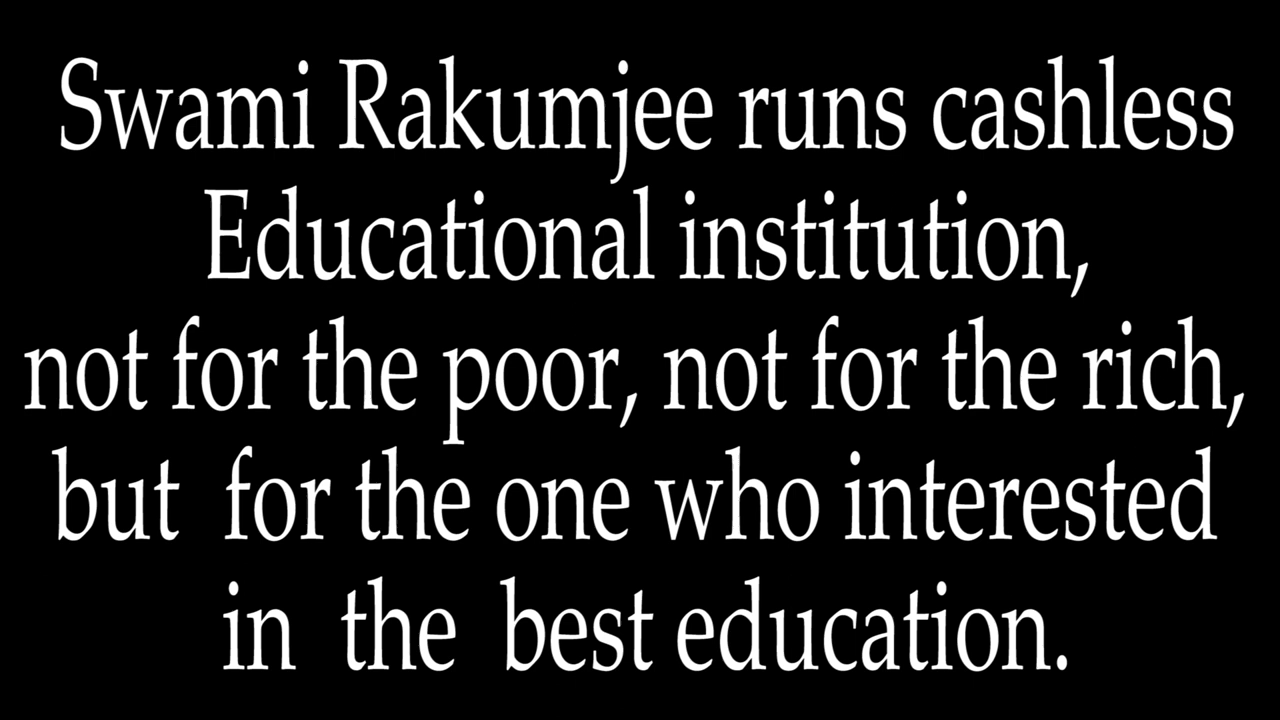 Swami Rakumjee runs cashless
Educational institution,
not for the poor, not for the rich,
but for the one who interested
in the best education.